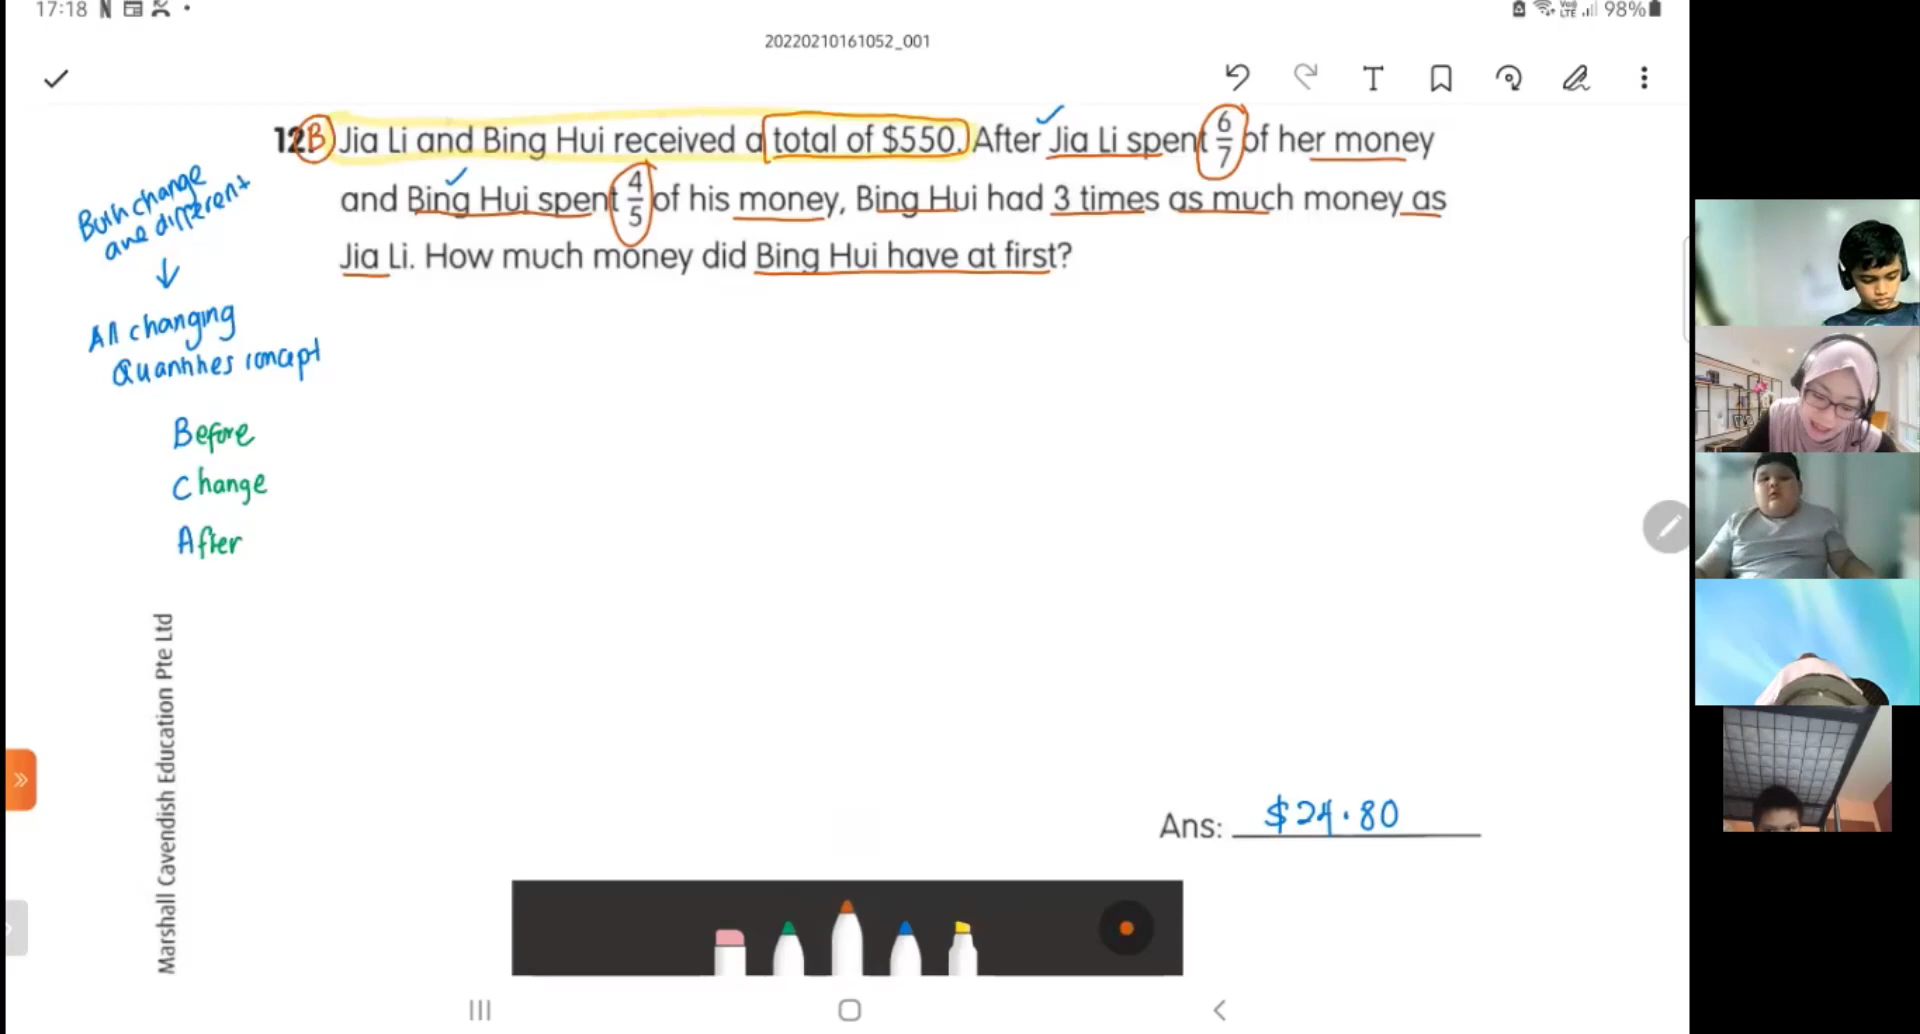 17:18
98%
20220210161052_001
12. B Jia Li and Bing Hui received a total of $550. After Jia Li spent 6/7 of her money
and Bing Hui spent 4/5 of his money, Bing Hui had 3 times as much money as
Jia Li. How much money did Bing Hui have at first?
Both change
are different
All changing
Quantities concept
Before
Change
After
Marshall Cavendish Education Pte Ltd
Ans: $24.80